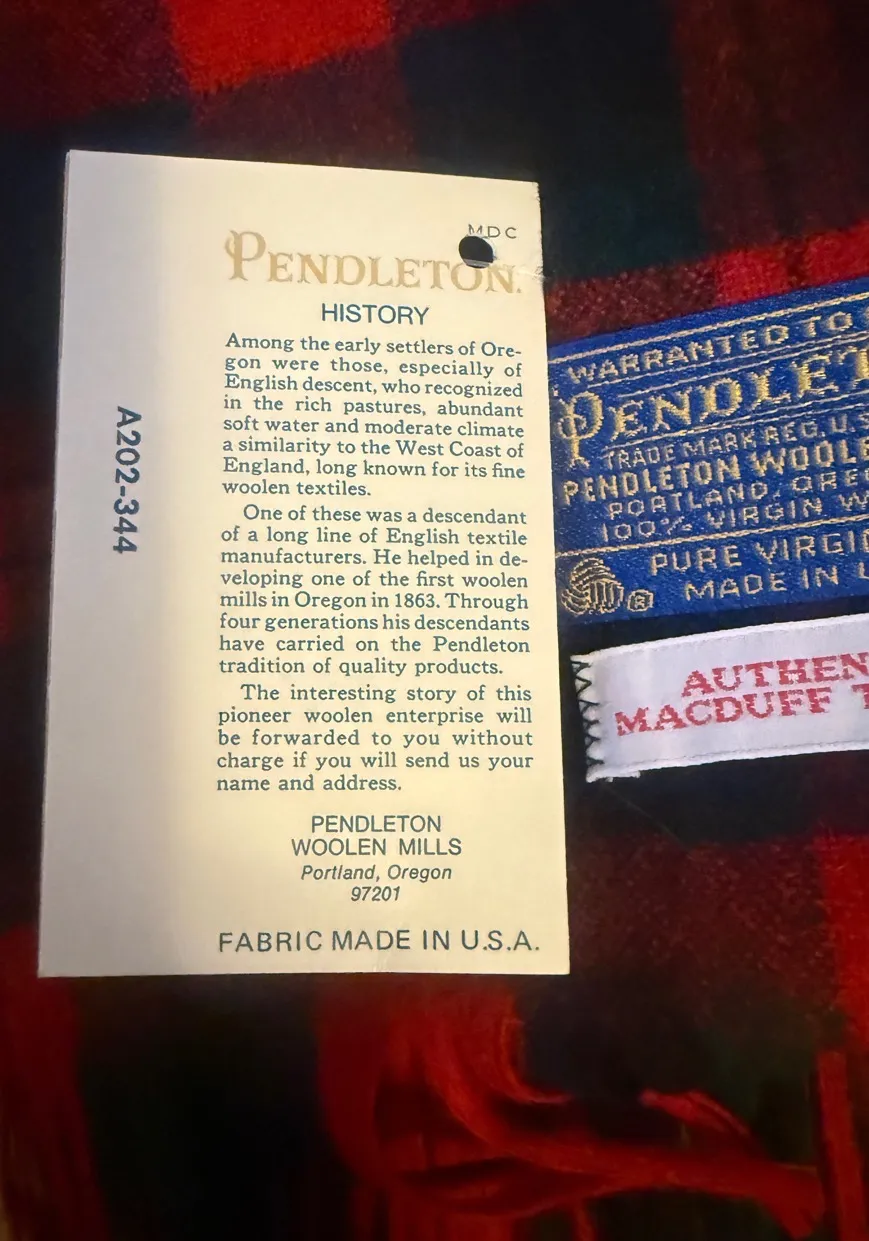 MDC
PENDLETON.
HISTORY
Among the early settlers of Ore-
gon were those, especially of
English descent, who recognized
in the rich pastures, abundant
soft water and moderate climate
a similarity to the West Coast of
England, long known for its fine
woolen textiles.
One of these was a descendant
of a long line of English textile
manufacturers. He helped in de-
veloping one of the first woolen
mills in Oregon in 1863. Through
four generations his descendants
have carried on the Pendleton
tradition of quality products.
The interesting story of this
pioneer woolen enterprise will
be forwarded to you without
charge if you will send us your
name and address.
PENDLETON
WOOLEN MILLS
Portland, Oregon
97201
FABRIC MADE IN U.S.A.
A202-344
WARRANTED TO
PENDLET
TRADE MARK REG. U.S
PENDLETON WOOLE
PORTLAND, ORE
100% VIRGIN W
PURE VIRGI
® MADE IN U
AUTHEN
MACDUFF T